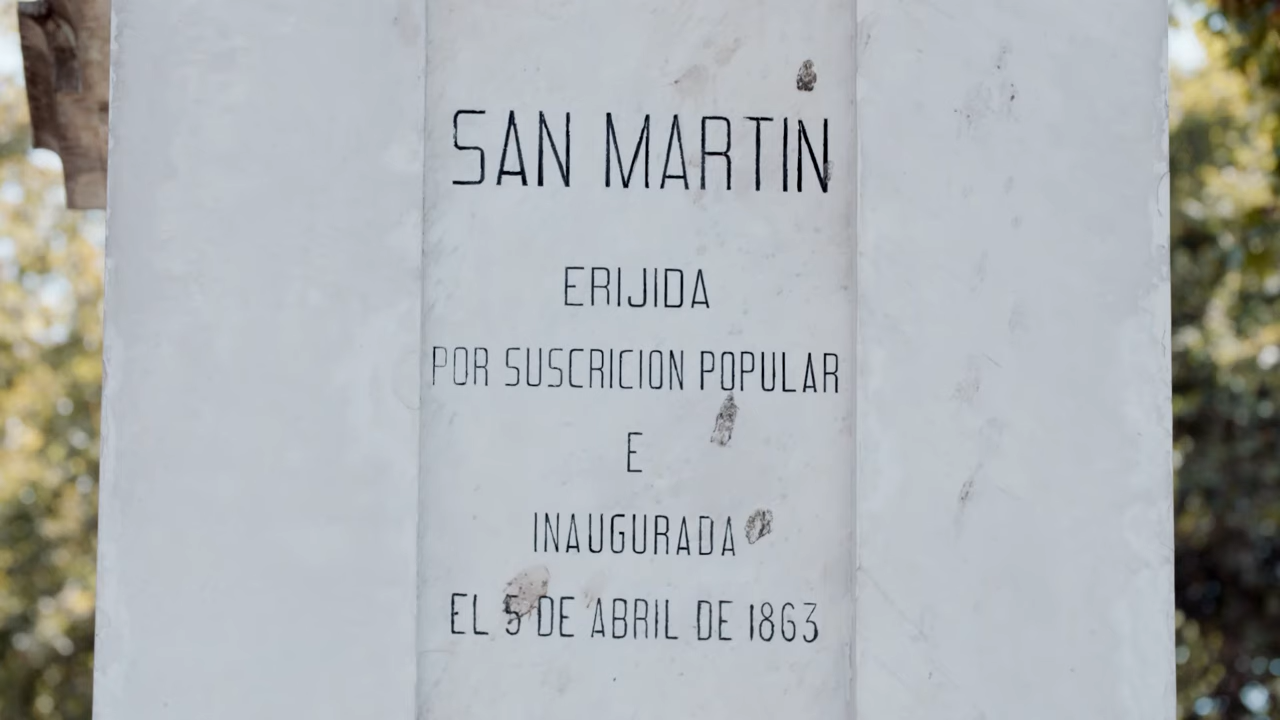 SAN MARTIN
ERIJIDA
POR SUSCRICION POPULAR
E
INAUGURADA
EL 5 DE ABRIL DE 1863